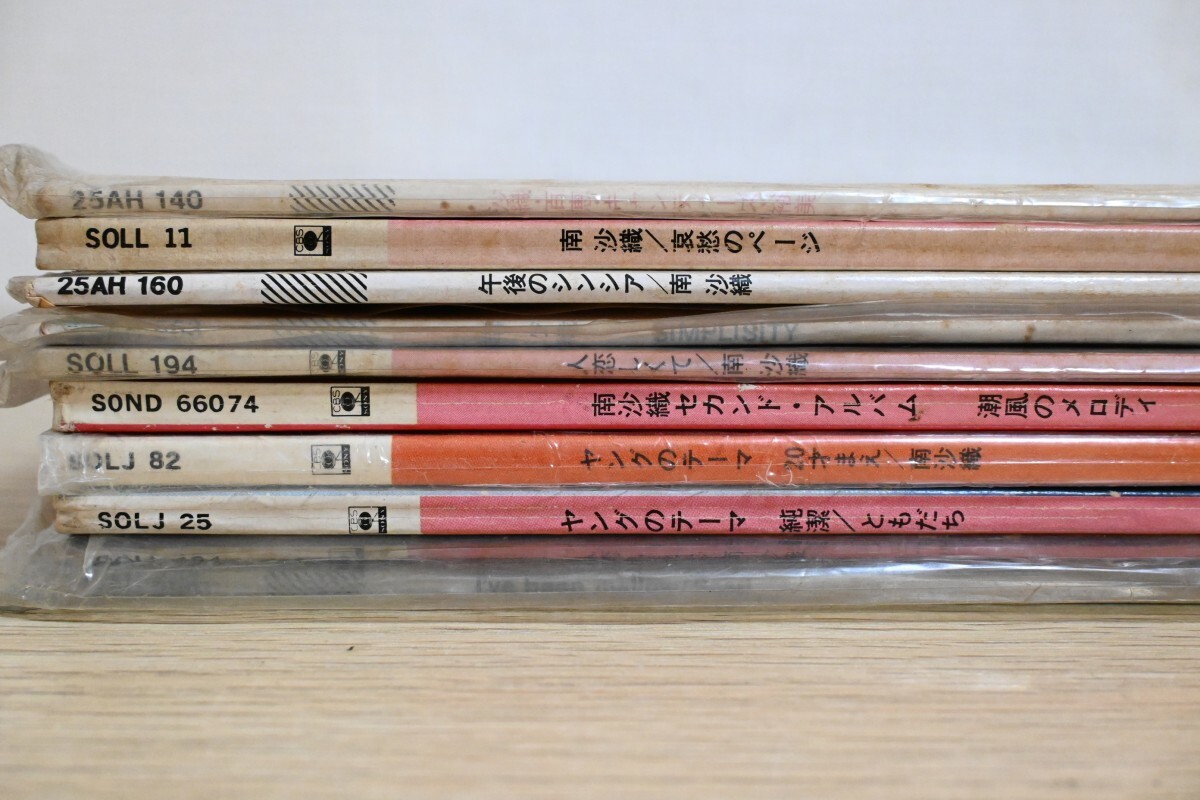 25AH 140
SOLL 11 CBS 南 沙織/哀愁のページ
25AH 160 午後のシンシア/南 沙織
SIMPLISITY
SOLL 194 人恋しくて/南 沙織
SOND 66074 CBS 南沙織セカンド・アルバム 潮風のメロディ
SOLJ 82 ヤングのテーマ 20才まえ/南 沙織
SOLJ 25 CBS ヤングのテーマ 純潔/ともだち
I've been